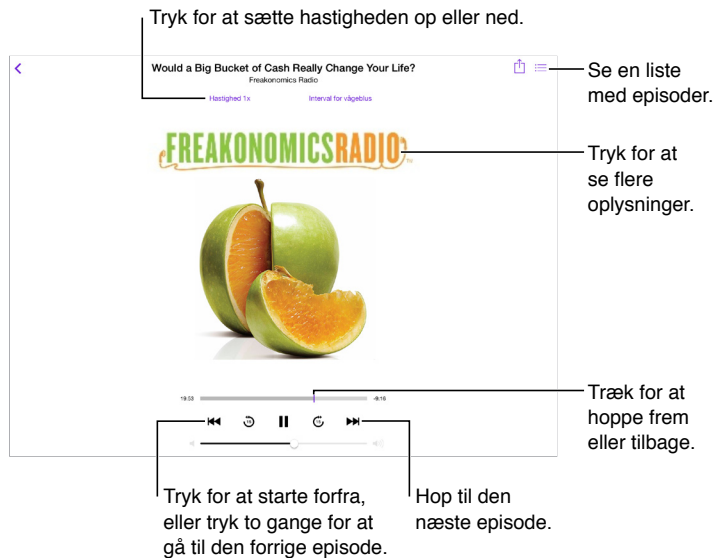 Tryk for at sætte hastigheden op eller ned.
Would a Big Bucket of Cash Really Change Your Life?
Freakonomics Radio
Hastighed 1x
Interval for vågeblus
Se en liste
med episoder.
FREAKONOMICSRADIO™
Tryk for at
se flere
oplysninger.
19:53
-9:16
Træk for at
hoppe frem
eller tilbage.
15
15
Tryk for at starte forfra,
eller tryk to gange for at
gå til den forrige episode.
Hop til den
næste episode.